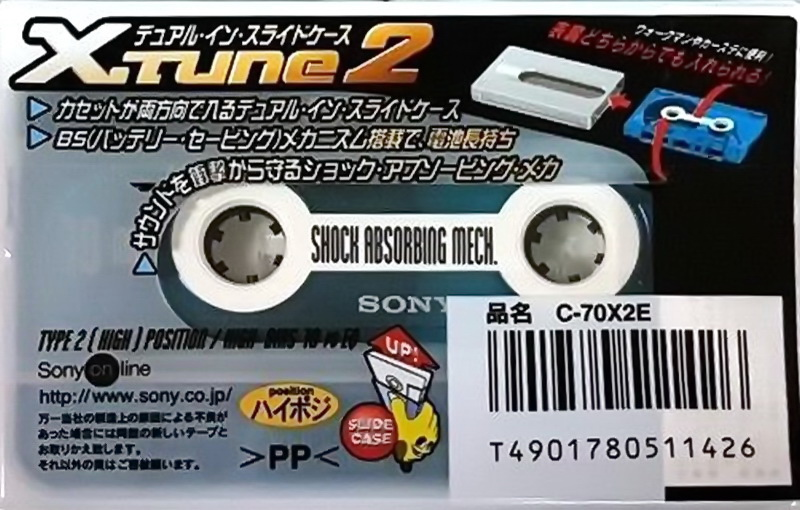 デュアル・イン・スライドケース
XTUNE 2
ウォークマンやカーステに便利!
表裏どちらからでも入れられる!
カセットが両方向で入るデュアル・イン・スライドケース
BS(バッテリー・セービング)メカニズム搭載で、電池長持ち
サウンドを衝撃から守るショック・アブソービング・メカ
SHOCK ABSORBING MECH.
SONY
品名 C-70X2E
T4901780511426
TYPE 2 ( HIGH ) POSITION / HIGH BIAS 70 μs EQ
Sony on line
http://www.sony.co.jp/
万一当社の製造上の原因による不良が
あった場合には同数の新しいテープと
お取りかえ致します。
それ以外の責はご容赦願います。
position
ハイポジ
>PP<
UP!
SLIDE
CASE